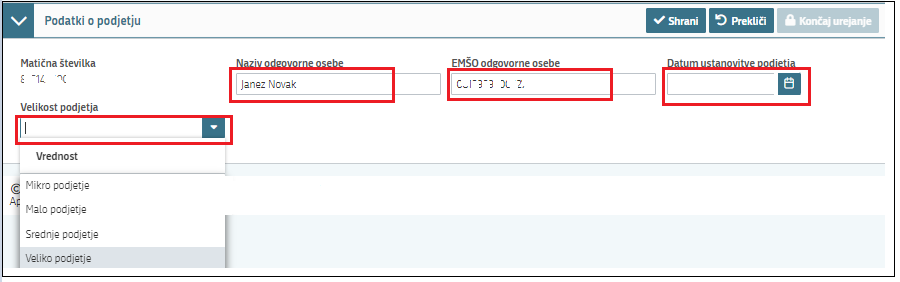 Podatki o podjetju
Shrani
Prekliči
Končaj urejanje
Matična številka
Naziv odgovorne osebe
EMŠO odgovorne osebe
Datum ustanovitve podjetja
Janez Novak
Velikost podjetja
Vrednost
©
Mikro podjetje
Malo podjetje
Srednje podjetje
Veliko podjetje